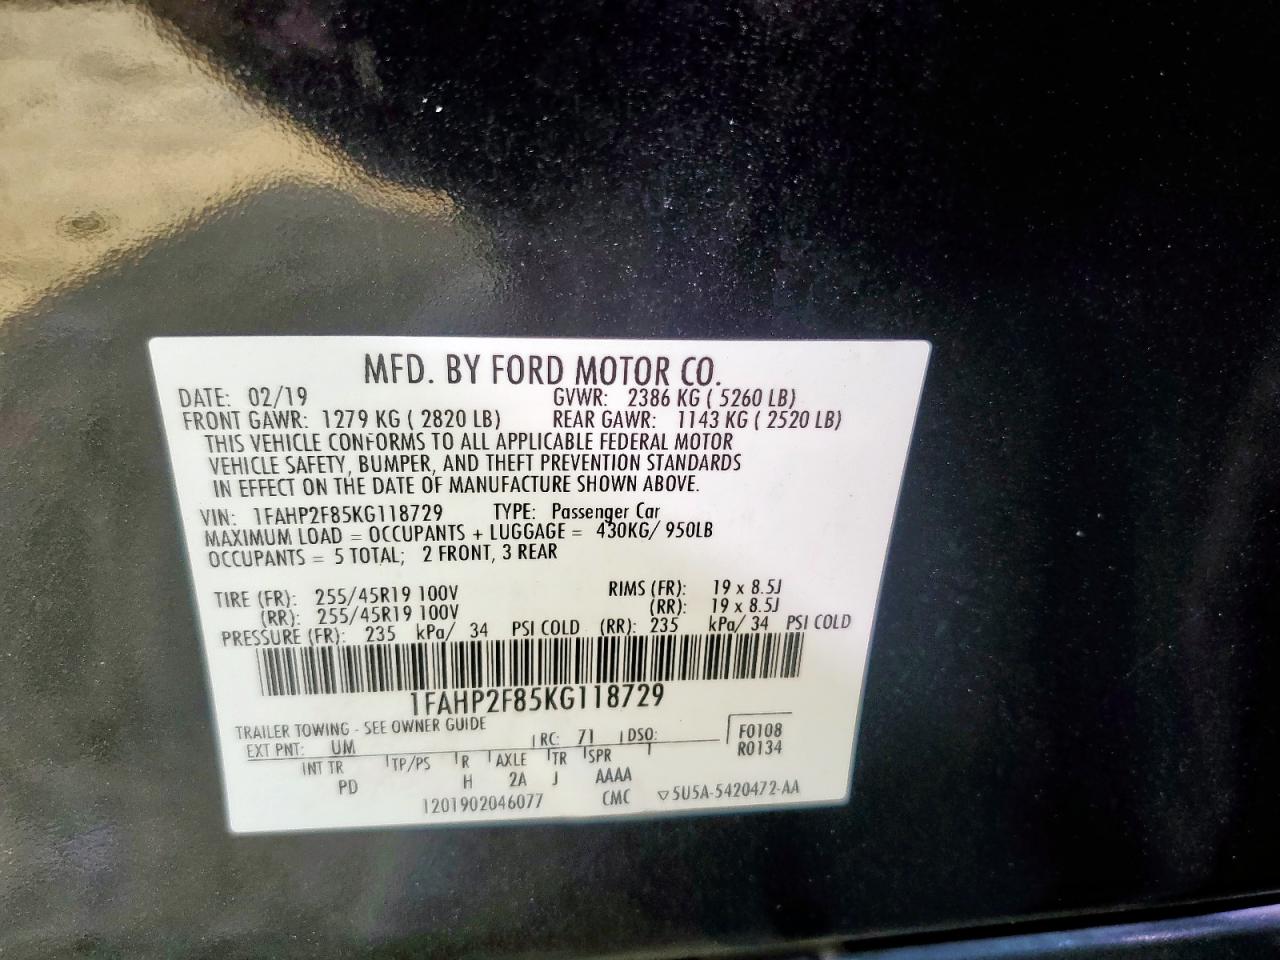 MFD. BY FORD MOTOR CO.
DATE: 02/19 GVWR: 2386 KG ( 5260 LB)
FRONT GAWR: 1279 KG ( 2820 LB) REAR GAWR: 1143 KG ( 2520 LB)
THIS VEHICLE CONFORMS TO ALL APPLICABLE FEDERAL MOTOR
VEHICLE SAFETY, BUMPER, AND THEFT PREVENTION STANDARDS
IN EFFECT ON THE DATE OF MANUFACTURE SHOWN ABOVE.
VIN: 1FAHP2F85KG118729 TYPE: Passenger Car
MAXIMUM LOAD = OCCUPANTS + LUGGAGE = 430KG/ 950LB
OCCUPANTS = 5 TOTAL; 2 FRONT, 3 REAR
TIRE (FR): 255/45R19 100V RIMS (FR): 19 x 8.5J
(RR): 255/45R19 100V (RR): 19 x 8.5J
PRESSURE (FR): 235 kPa/ 34 PSI COLD (RR): 235 kPa/ 34 PSI COLD
1FAHP2F85KG118729
TRAILER TOWING - SEE OWNER GUIDE
EXT PNT: UM RC: 71 DSO: F0108
R0134
INT TR TP/PS R AXLE TR SPR
PD H 2A J AAAA
1201902046077 CMC ▽5U5A-5420472-AA